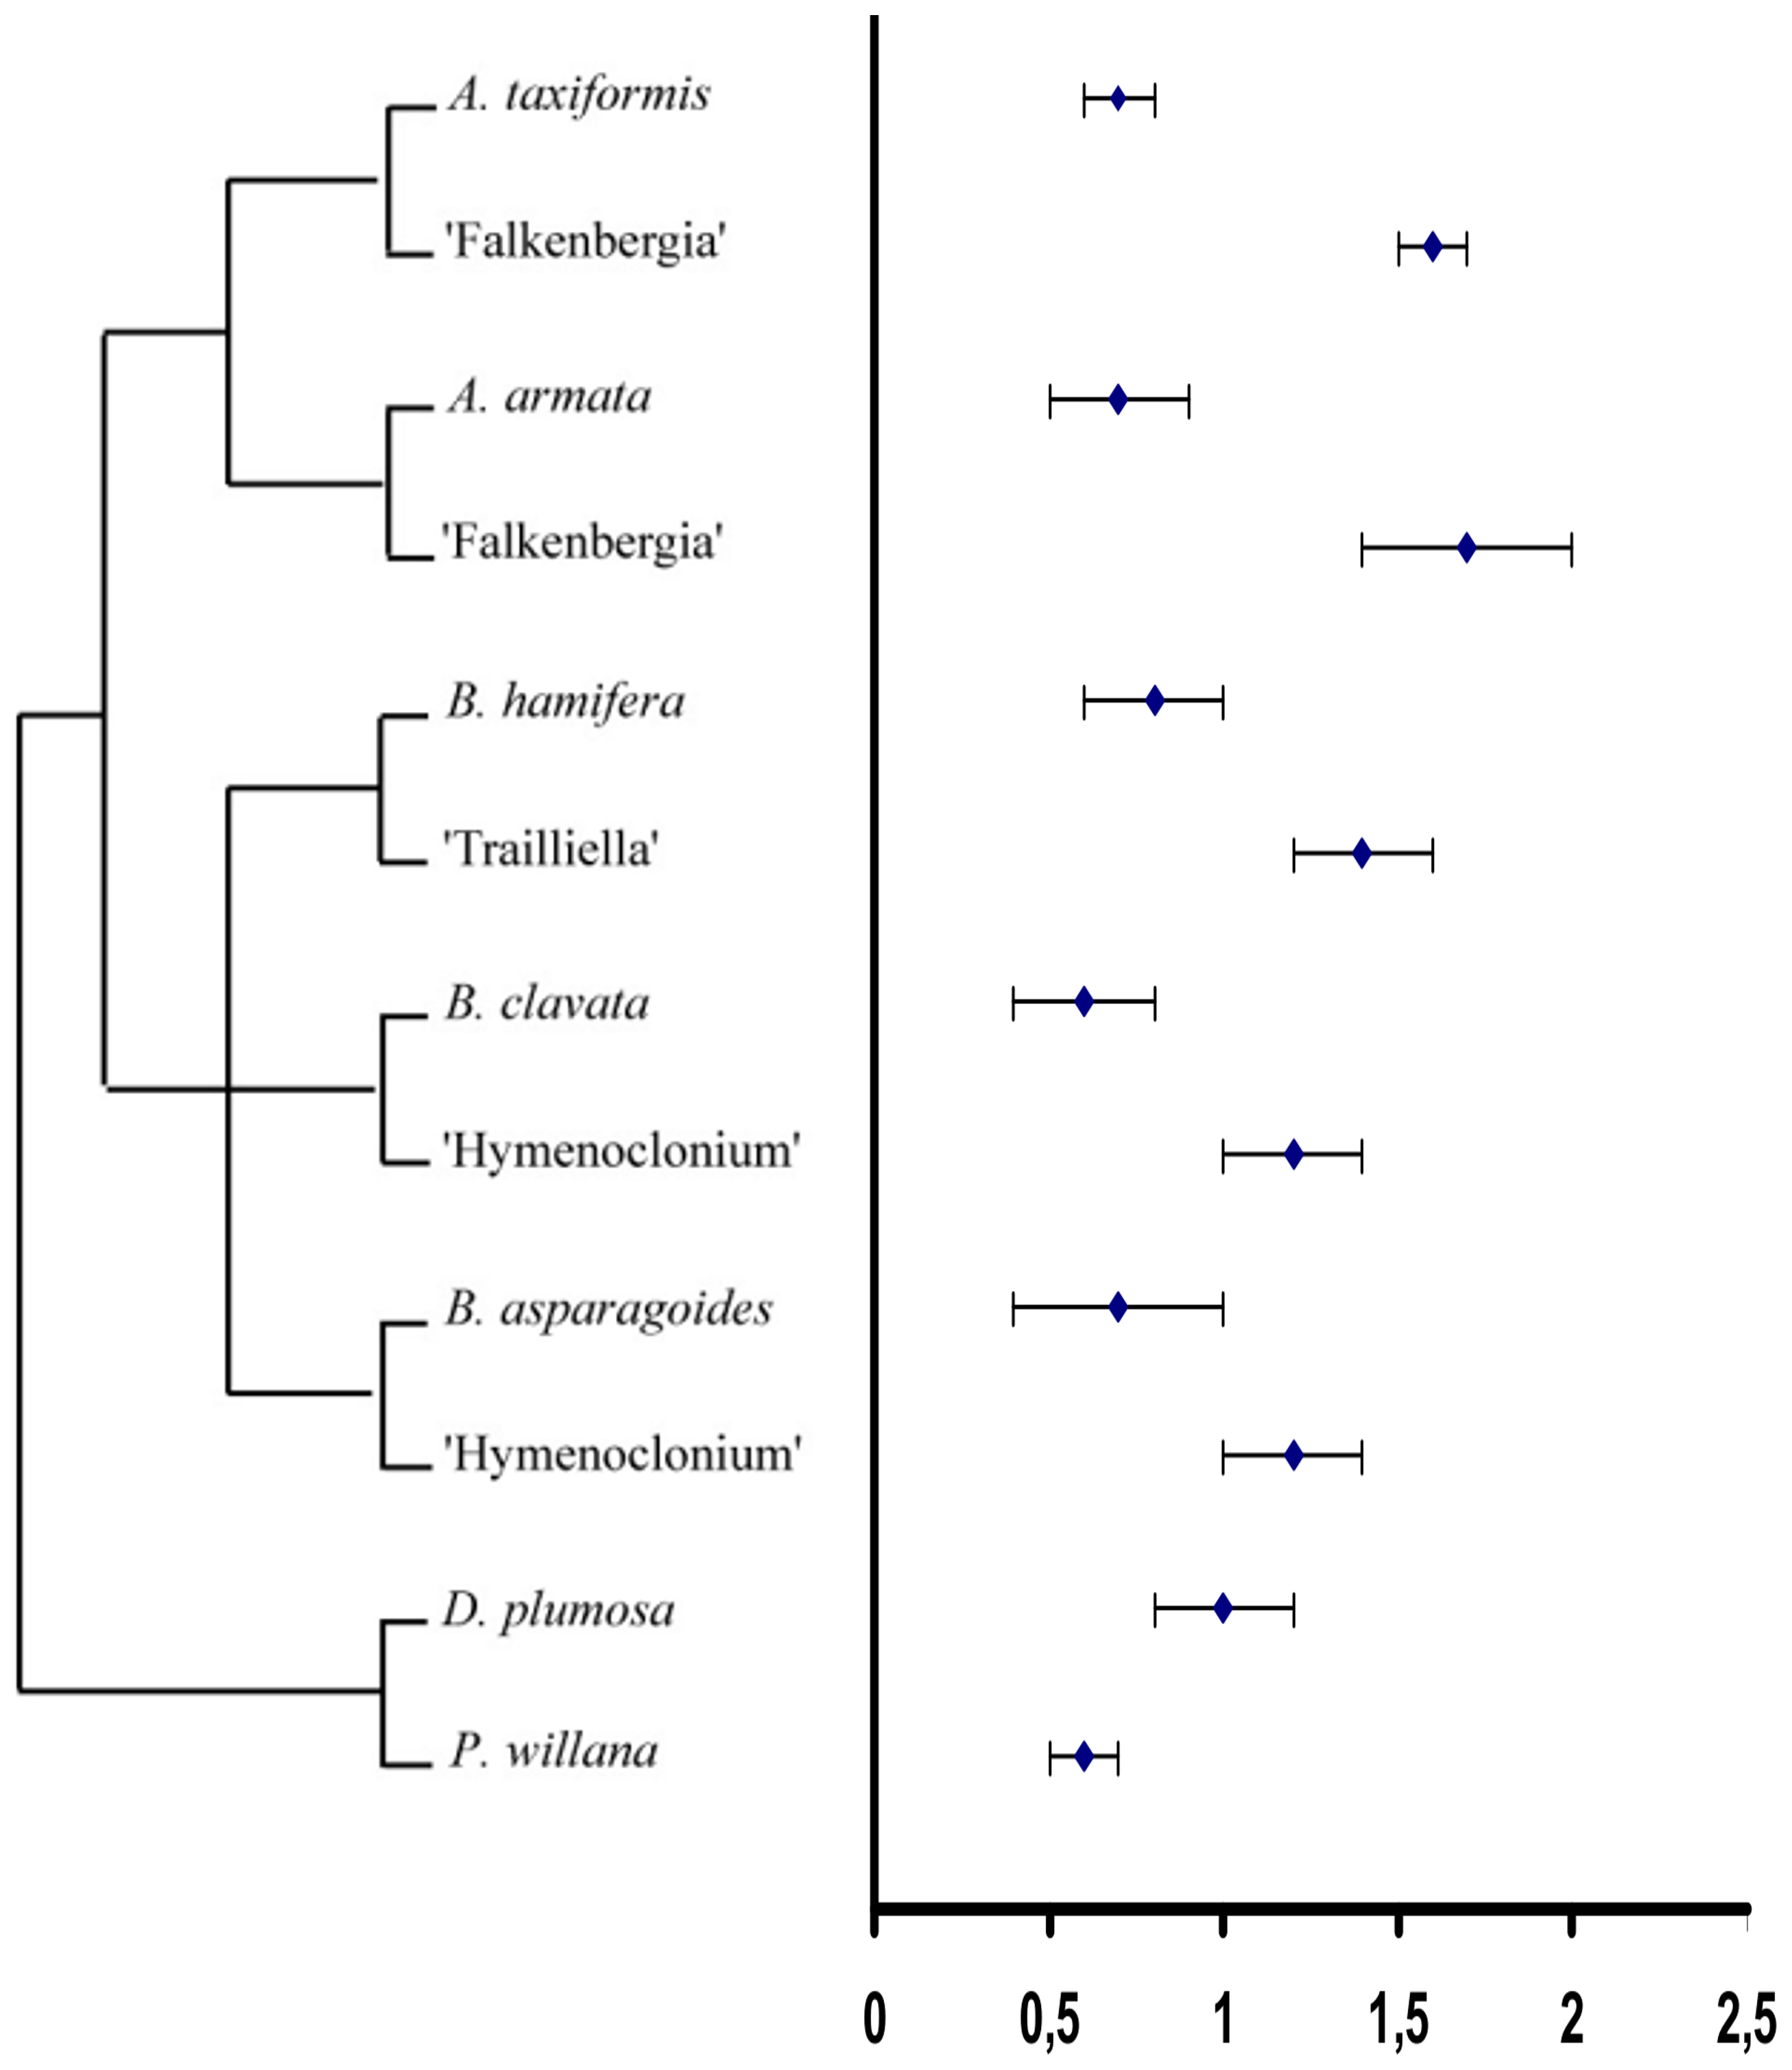 A. taxiformis
'Falkenbergia'
A. armata
'Falkenbergia'
B. hamifera
'Trailliella'
B. clavata
'Hymenoclonium'
B. asparagoides
'Hymenoclonium'
D. plumosa
P. willana
0 0,5 1 1,5 2 2,5